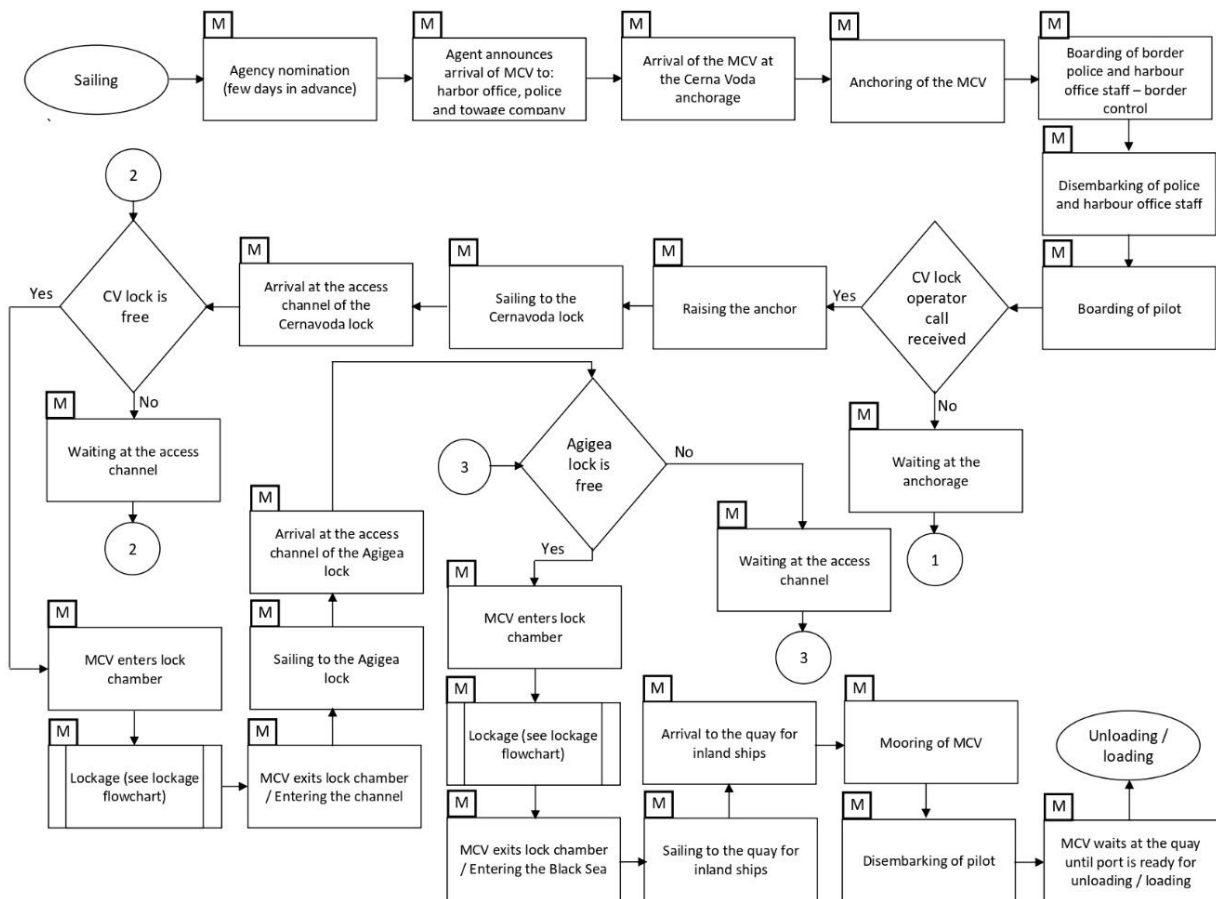 M
M
M
M
M
Sailing
Agency nomination
(few days in advance)
Agent announces
arrival of MCV to:
harbor office, police
and towage company
Arrival of the MCV at
the Cerna Voda
anchorage
Anchoring of the MCV
Boarding of border
police and harbour
office staff – border
control
M
Disembarking of police
and harbour office staff
M
Boarding of pilot
CV lock
operator
call
received
Yes
No
M
Waiting at the
anchorage
1
M
Raising the anchor
M
Sailing to the
Cernavoda lock
M
Arrival at the access
channel of the
Cernavoda lock
2
CV lock is
free
Yes
No
M
Waiting at the access
channel
2
M
MCV enters lock
chamber
M
Lockage (see lockage
flowchart)
M
MCV exits lock chamber
/ Entering the channel
M
Sailing to the Agigea
lock
M
Arrival at the access
channel of the Agigea
lock
3
Agigea
lock is
free
No
Yes
M
Waiting at the access
channel
3
M
MCV enters lock
chamber
M
Lockage (see lockage
flowchart)
M
MCV exits lock chamber
/ Entering the Black Sea
M
Sailing to the quay for
inland ships
M
Arrival to the quay for
inland ships
M
Mooring of MCV
M
Disembarking of pilot
M
MCV waits at the quay
until port is ready for
unloading / loading
Unloading /
loading